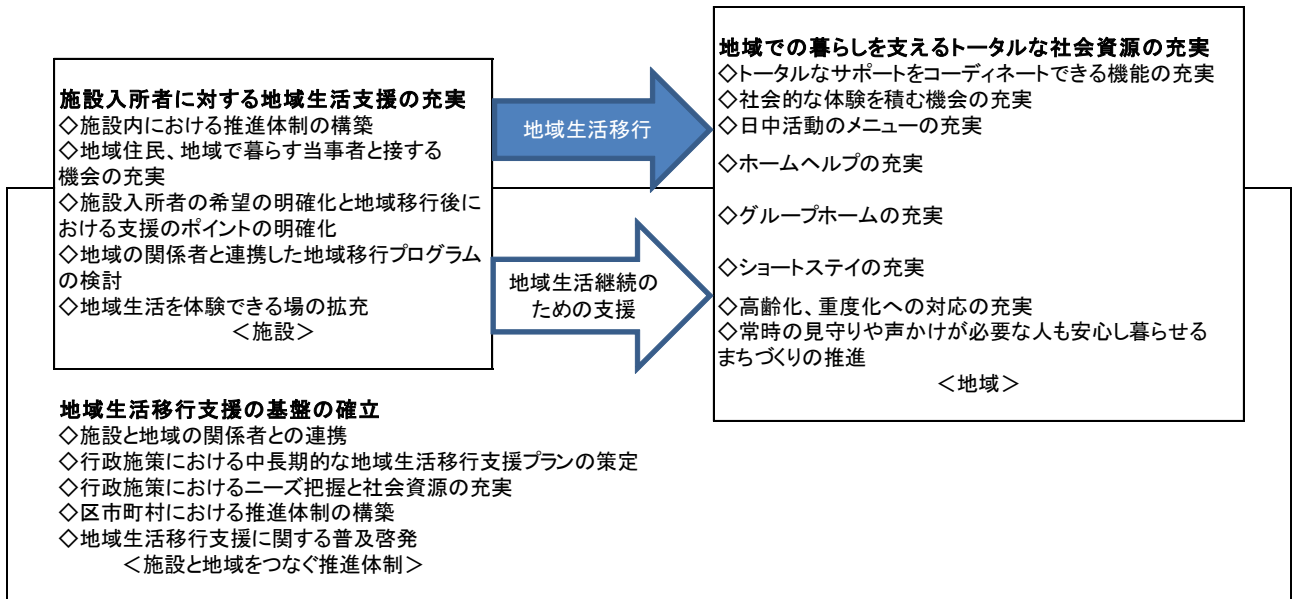 施設入所者に対する地域生活支援の充実
◇施設内における推進体制の構築
◇地域住民、地域で暮らす当事者と接する
機会の充実
◇施設入所者の希望の明確化と地域移行後に
おける支援のポイントの明確化
◇地域の関係者と連携した地域移行プログラム
の検討
◇地域生活を体験できる場の拡充
＜施設＞
地域生活移行
地域生活継続の
ための支援
地域での暮らしを支えるトータルな社会資源の充実
◇トータルなサポートをコーディネートできる機能の充実
◇社会的な体験を積む機会の充実
◇日中活動のメニューの充実
◇ホームヘルプの充実
◇グループホームの充実
◇ショートステイの充実
◇高齢化、重度化への対応の充実
◇常時の見守りや声かけが必要な人も安心し暮らせる
まちづくりの推進
＜地域＞
地域生活移行支援の基盤の確立
◇施設と地域の関係者との連携
◇行政施策における中長期的な地域生活移行支援プランの策定
◇行政施策におけるニーズ把握と社会資源の充実
◇区市町村における推進体制の構築
◇地域生活移行支援に関する普及啓発
＜施設と地域をつなぐ推進体制＞